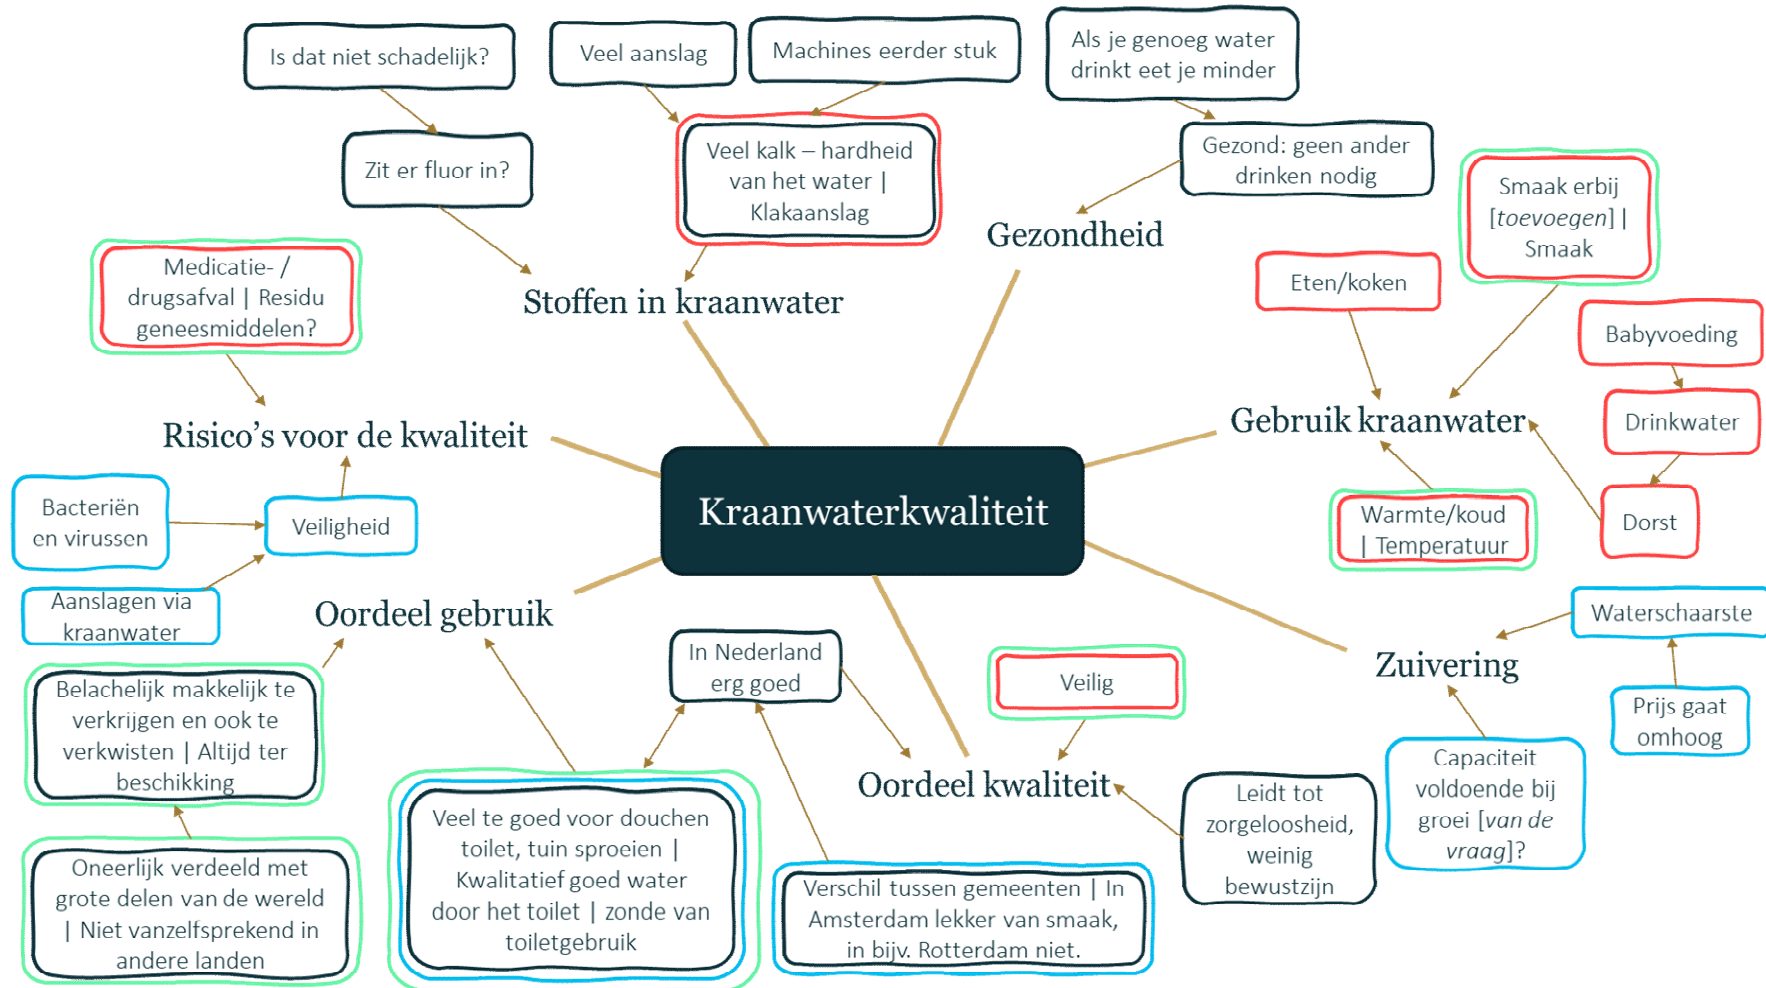 Is dat niet schadelijk?
Veel aanslag
Machines eerder stuk
Als je genoeg water
drinkt eet je minder
Zit er fluor in?
Veel kalk – hardheid
van het water |
Klakaanslag
Gezond: geen ander
drinken nodig
Smaak erbij
[toevoegen] |
Smaak
Gezondheid
Medicatie- /
drugsafval | Residu
geneesmiddelen?
Stoffen in kraanwater
Eten/koken
Babyvoeding
Risico's voor de kwaliteit
Gebruik kraanwater
Drinkwater
Bacteriën
en virussen
Veiligheid
Kraanwaterkwaliteit
Warmte/koud
| Temperatuur
Dorst
Aanslagen via
kraanwater
Oordeel gebruik
Waterschaarste
In Nederland
erg goed
Veilig
Zuivering
Belachelijk makkelijk te
verkrijgen en ook te
verkwisten | Altijd ter
beschikking
Prijs gaat
omhoog
Oordeel kwaliteit
Capaciteit
voldoende bij
groei [van de
vraag]?
Leidt tot
zorgeloosheid,
weinig
bewustzijn
Veel te goed voor douchen
toilet, tuin sproeien |
Kwalitatief goed water
door het toilet | zonde van
toiletgebruik
Oneerlijk verdeeld met
grote delen van de wereld
| Niet vanzelfsprekend in
andere landen
Verschil tussen gemeenten | In
Amsterdam lekker van smaak,
in bijv. Rotterdam niet.